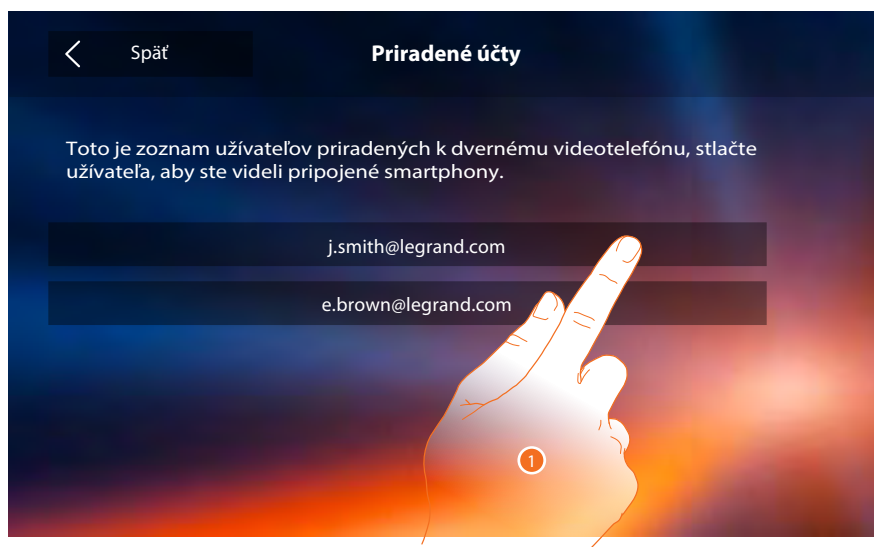 Späť
Priradené účty
Toto je zoznam užívateľov priradených k dvernému videotelefónu, stlačte
užívateľa, aby ste videli pripojené smartphony.
j.smith@legrand.com
e.brown@legrand.com
1